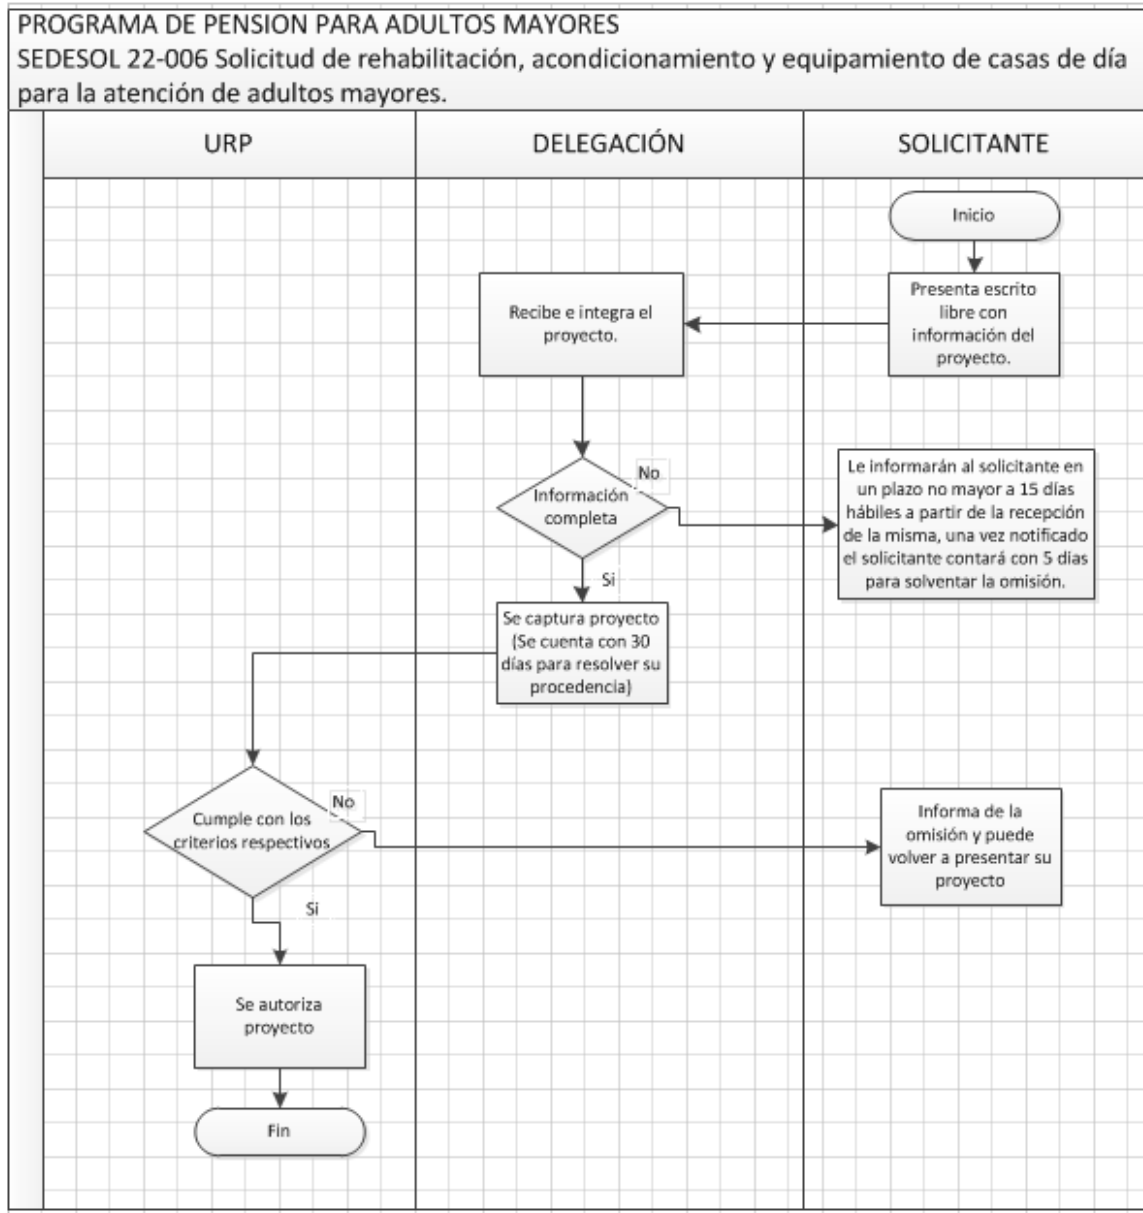 PROGRAMA DE PENSION PARA ADULTOS MAYORES
SEDESOL 22-006 Solicitud de rehabilitación, acondicionamiento y equipamiento de casas de día
para la atención de adultos mayores.
URP
DELEGACIÓN
SOLICITANTE
Inicio
Presenta escrito
libre con
información del
proyecto.
Recibe e integra el
proyecto.
Información
completa
No
Le informarán al solicitante en
un plazo no mayor a 15 días
hábiles a partir de la recepción
de la misma, una vez notificado
el solicitante contará con 5 días
para solventar la omisión.
Si
Se captura proyecto
(Se cuenta con 30
días para resolver su
procedencia)
Cumple con los
criterios respectivos
No
Informa de la
omisión y puede
volver a presentar su
proyecto
Si
Se autoriza
proyecto
Fin